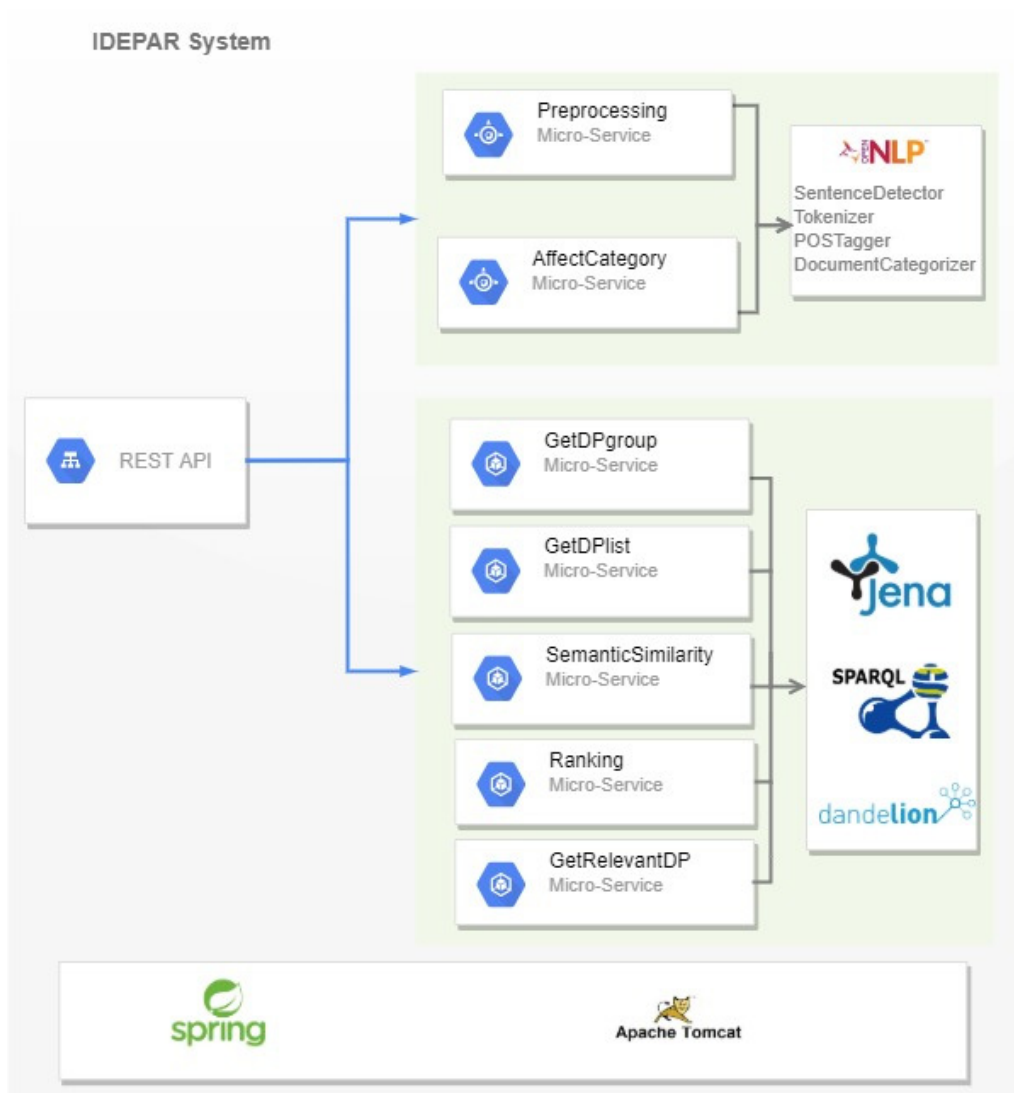 IDEPAR System
Preprocessing
Micro-Service
AffectCategory
Micro-Service
OPEN NLP
SentenceDetector
Tokenizer
POSTagger
DocumentCategorizer
REST API
GetDPgroup
Micro-Service
GetDPlist
Micro-Service
SemanticSimilarity
Micro-Service
Ranking
Micro-Service
GetRelevantDP
Micro-Service
jena
SPARQL
dandelion
spring
Apache Tomcat